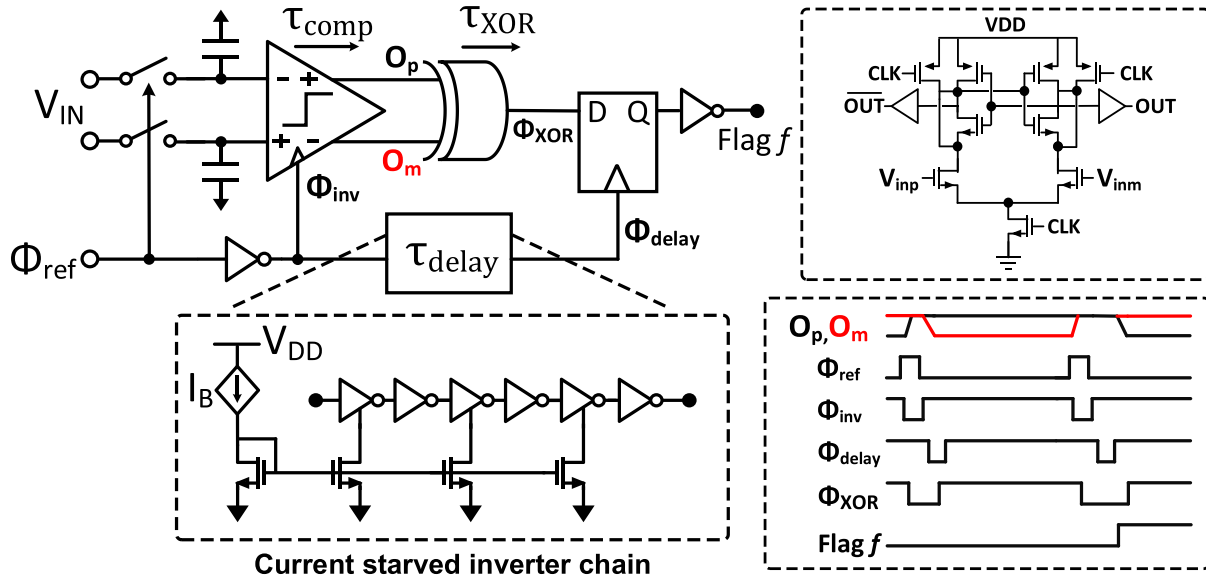 τcomp
τXOR
VIN
- +
+ -
Op
Om
ΦXOR
D Q
Flag f
Φinv
Φref
τdelay
Φdelay
VDD
IB
Current starved inverter chain
VDD
CLK
CLK
OUT
OUT
Vinp
Vinm
CLK
Op,Om
Φref
Φinv
Φdelay
ΦXOR
Flag f